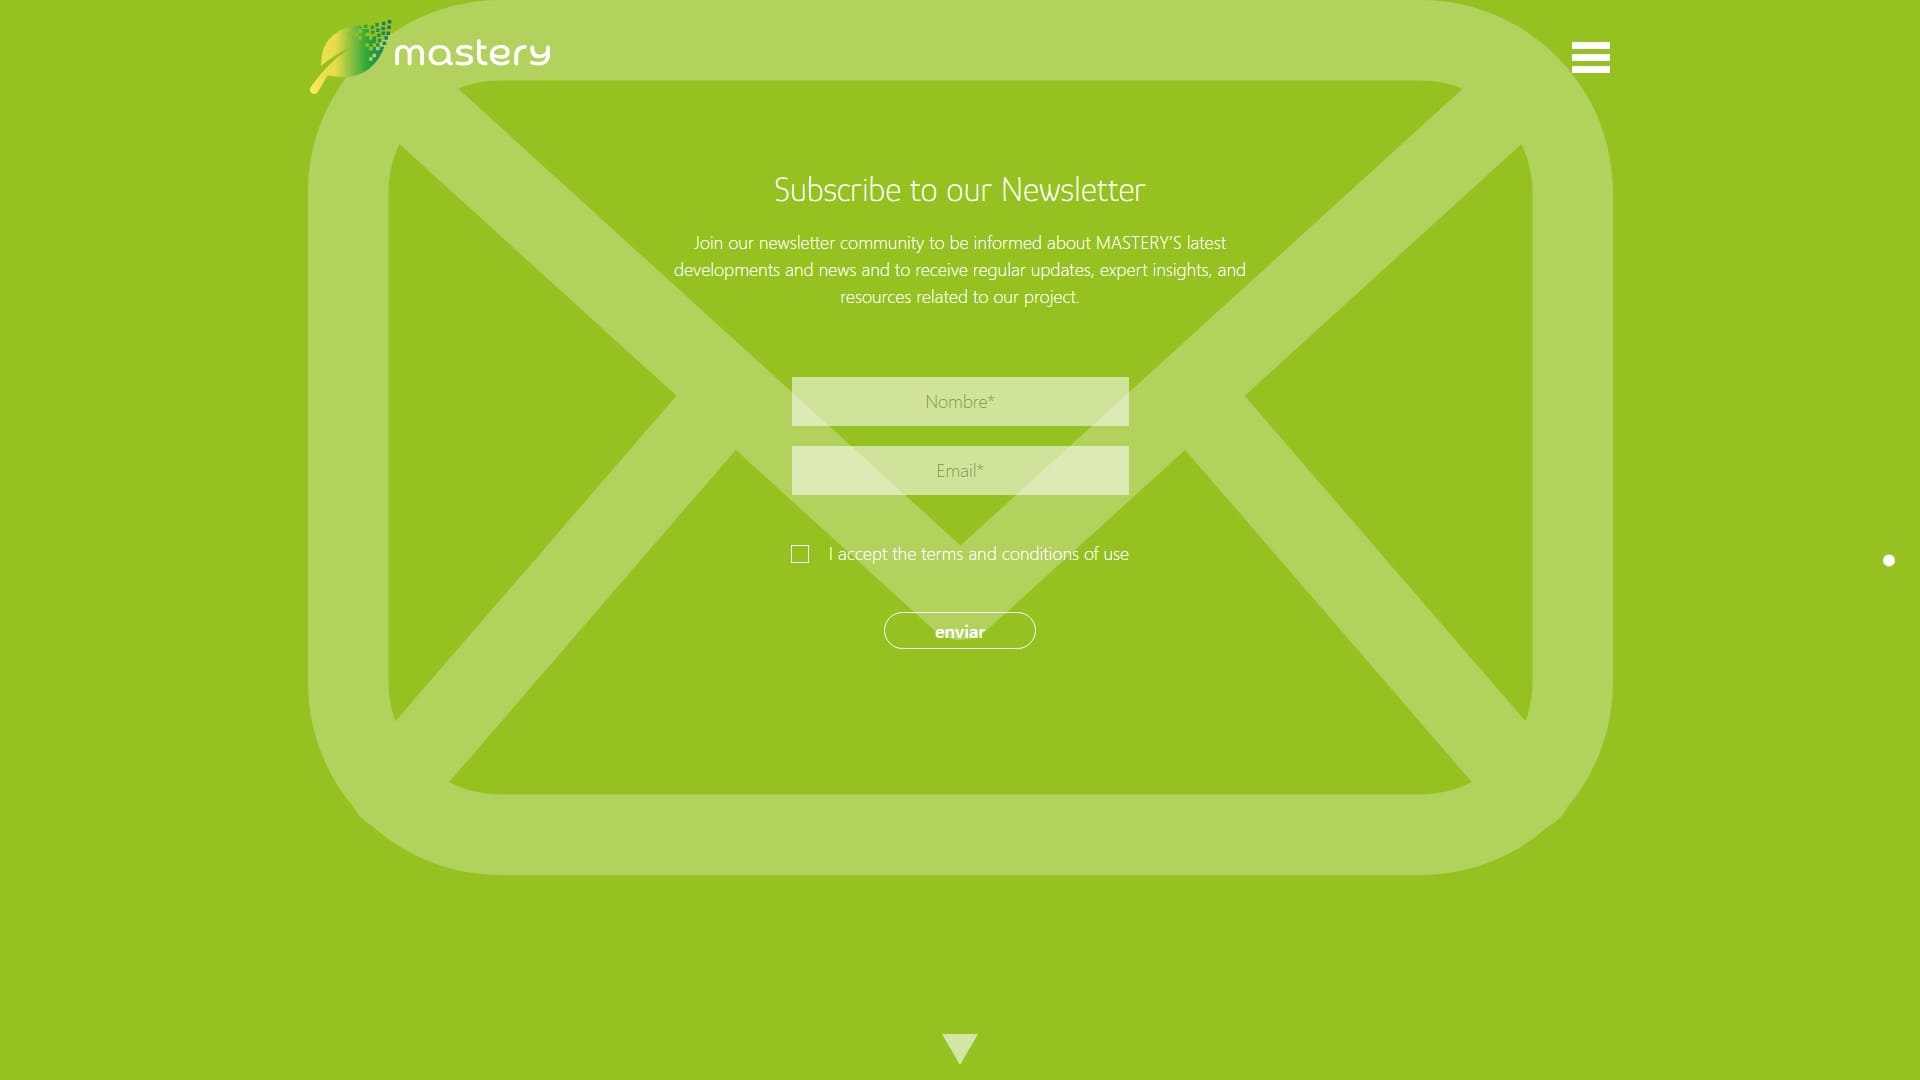 mastery
Subscribe to our Newsletter
Join our newsletter community to be informed about MASTERY'S latest
developments and news and to receive regular updates, expert insights, and
resources related to our project.
Nombre*
Email*
I accept the terms and conditions of use
enviar